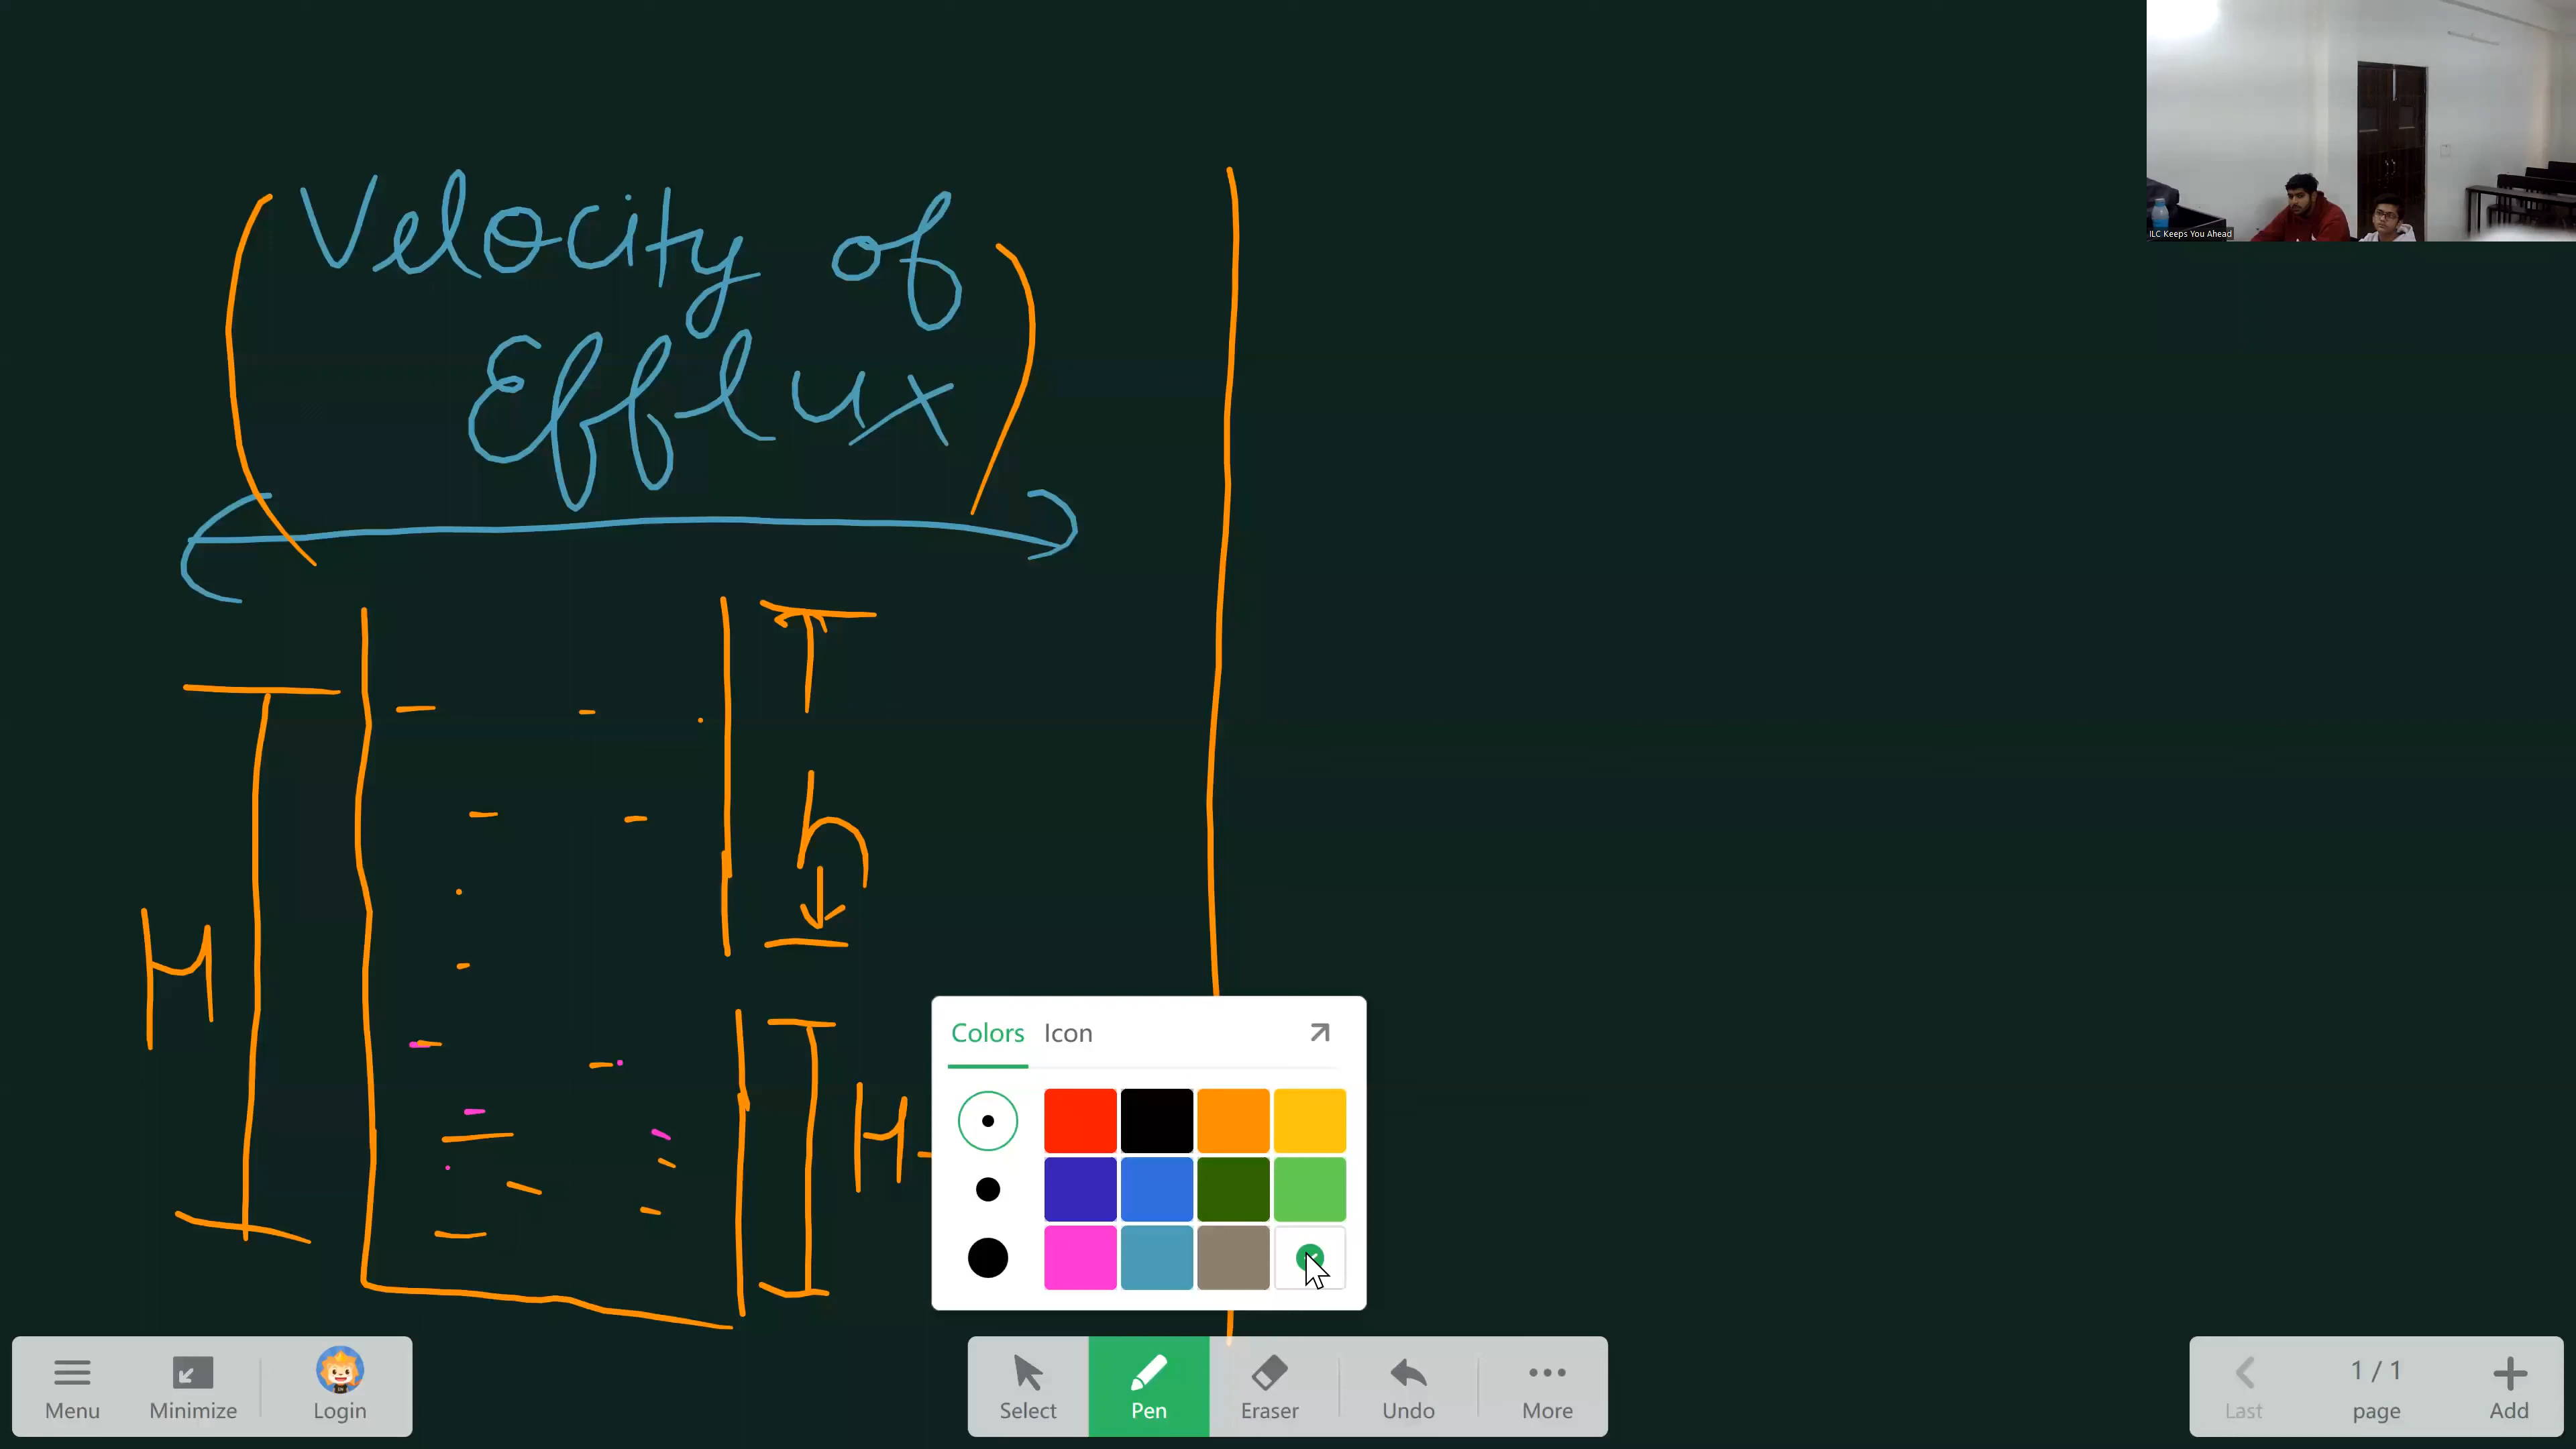 ILC Keeps You Ahead
Velocity of
Efflux
h
H
H-
Colors Icon
Menu Minimize Login
Select Pen Eraser Undo More
Last 1 / 1 page Add